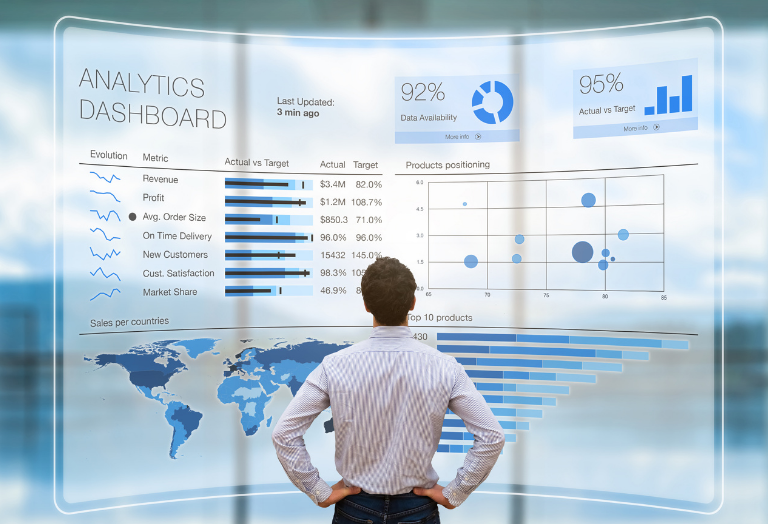 ANALYTICS
DASHBOARD
Last Updated:
3 min ago
92%
Data Availability
More info
95%
Actual vs Target
More info
Evolution Metric Actual vs Target Actual Target
Revenue $3.4M 82.0%
Profit $1.2M 108.7%
Avg. Order Size $850.3 71.0%
On Time Delivery 96.0% 96.0%
New Customers 15432 145.0%
Cust. Satisfaction 98.3%
Market Share 46.9%
Products positioning
6.0
4.5
3.0
1.5
0.0
65 70 75 80 85
Sales per countries
Top 10 products
430